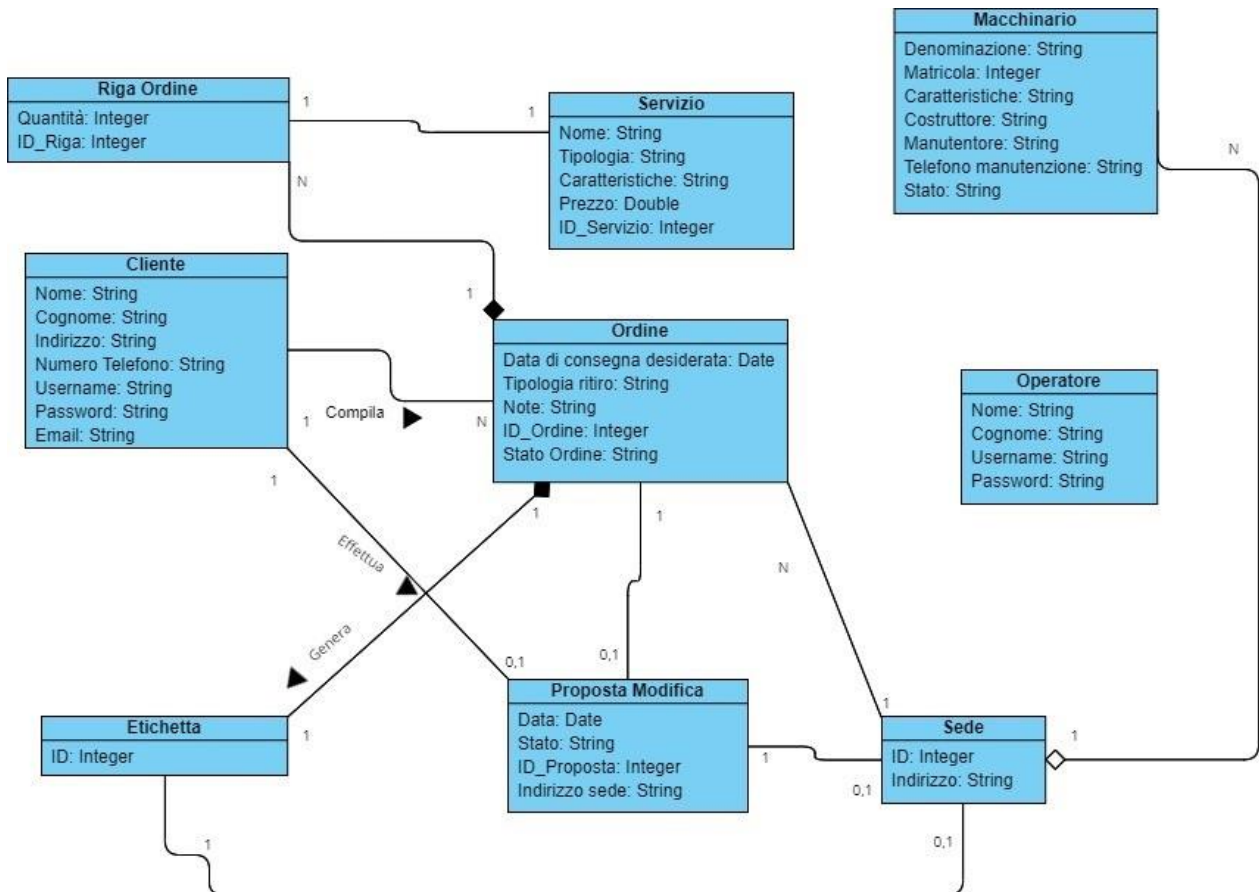 Macchinario
Denominazione: String
Matricola: Integer
Caratteristiche: String
Costruttore: String
Manutentore: String
Telefono manutenzione: String
Stato: String
N
Riga Ordine
Quantità: Integer
ID_Riga: Integer
1
1
N
Servizio
Nome: String
Tipologia: String
Caratteristiche: String
Prezzo: Double
ID_Servizio: Integer
Cliente
Nome: String
Cognome: String
Indirizzo: String
Numero Telefono: String
Username: String
Password: String
Email: String
1
Compila
1
N
Ordine
Data di consegna desiderata: Date
Tipologia ritiro: String
Note: String
ID_Ordine: Integer
Stato Ordine: String
Operatore
Nome: String
Cognome: String
Username: String
Password: String
1
1
1
Effettua
N
Genera
0,1
0,1
Proposta Modifica
Data: Date
Stato: String
ID_Proposta: Integer
Indirizzo sede: String
1
Etichetta
ID: Integer
1
1
Sede
ID: Integer
Indirizzo: String
1
0,1
1
0,1